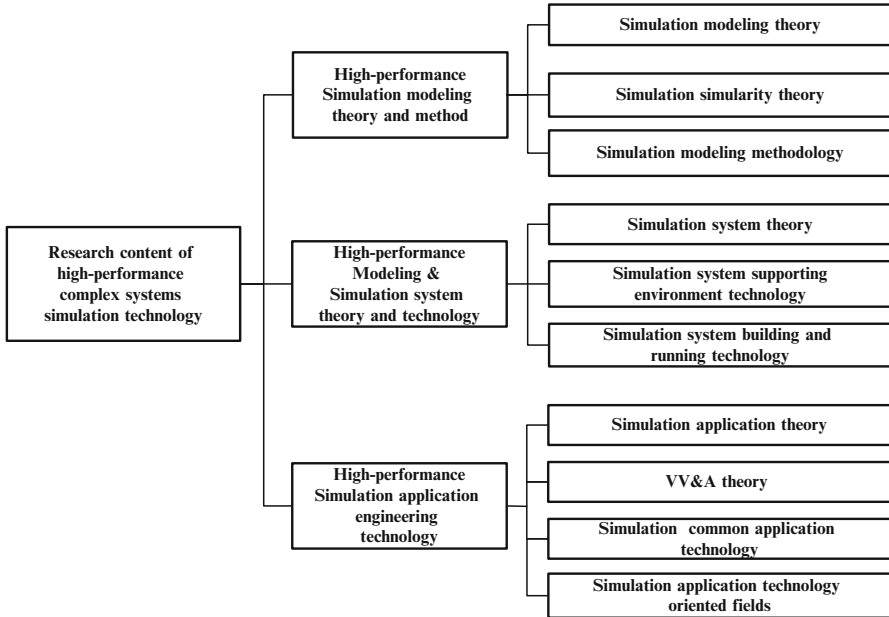 Research content of
high-performance
complex systems
simulation technology
High-performance
Simulation modeling
theory and method
Simulation modeling theory
Simulation simularity theory
Simulation modeling methodology
High-performance
Modeling &
Simulation system
theory and technology
Simulation system theory
Simulation system supporting
environment technology
Simulation system building and
running technology
High-performance
Simulation application
engineering
technology
Simulation application theory
VV&A theory
Simulation common application
technology
Simulation application technology
oriented fields